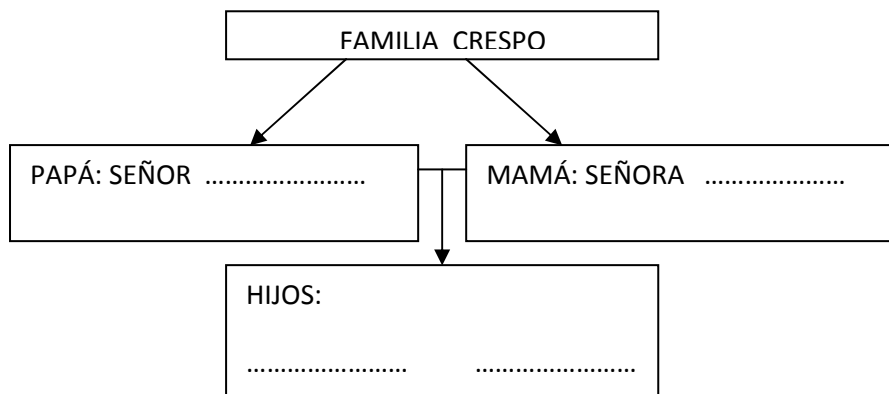 FAMILIA CRESPO
PAPÁ: SEÑOR ...........................
MAMÁ: SEÑORA ........................
HIJOS:
........................... ...........................